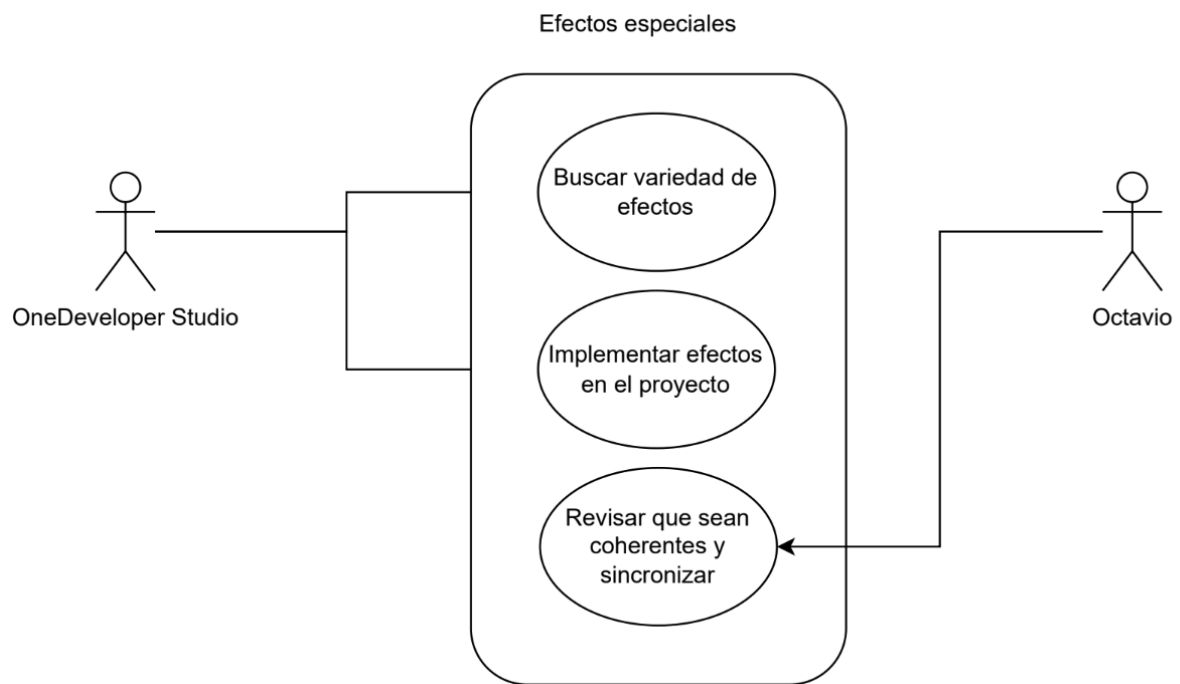 Efectos especiales
Buscar variedad de
efectos
OneDeveloper Studio
Octavio
Implementar efectos
en el proyecto
Revisar que sean
coherentes y
sincronizar